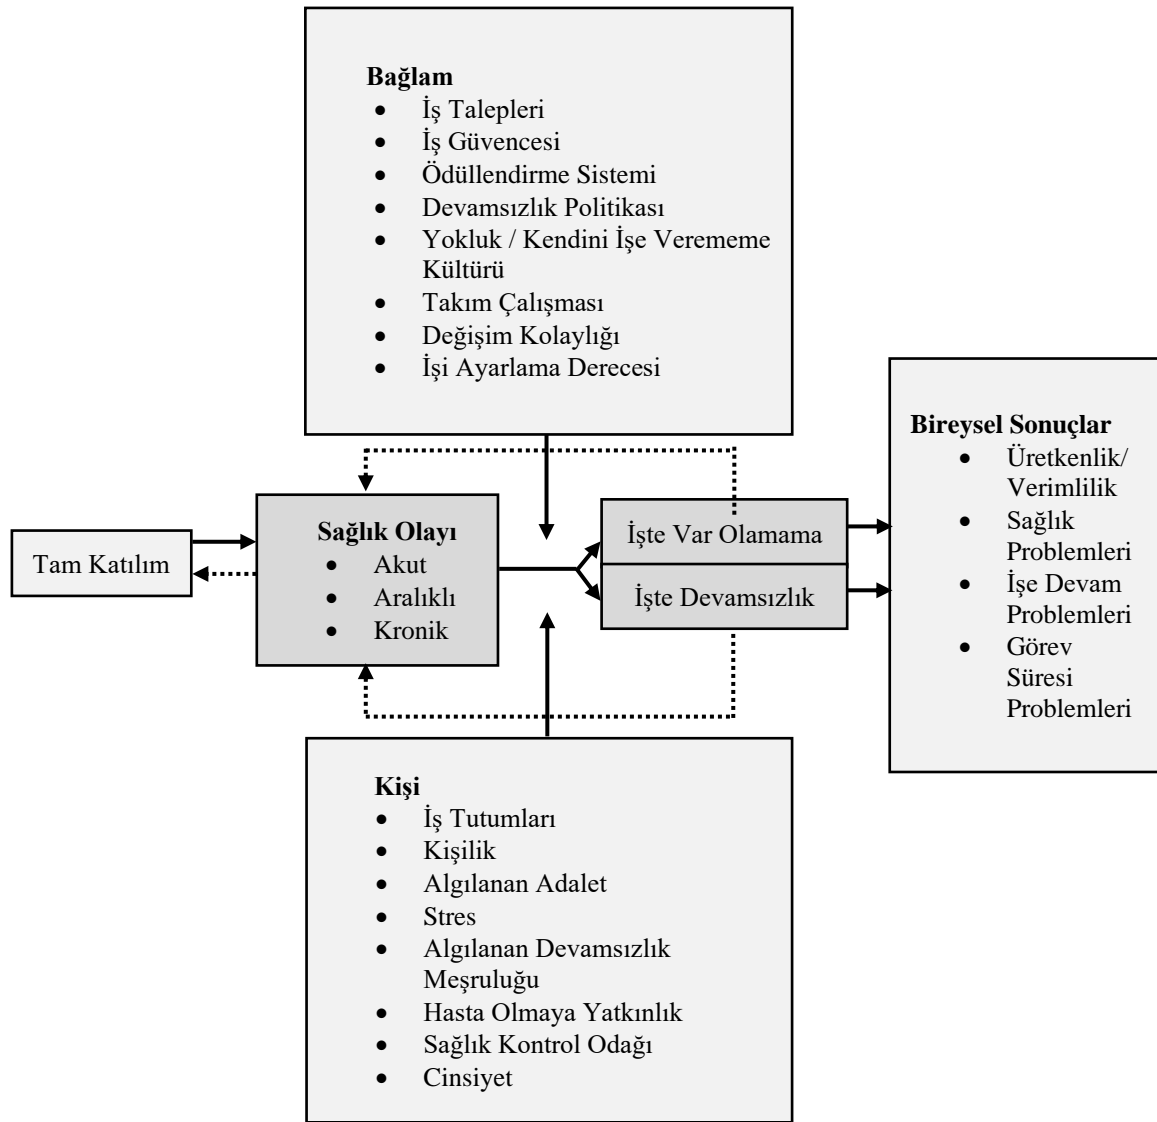 Bağlam
• İş Talepleri
• İş Güvencesi
• Ödüllendirme Sistemi
• Devamsızlık Politikası
• Yokluk / Kendini İşe Verememe
Kültürü
• Takım Çalışması
• Değişim Kolaylığı
• İşi Ayarlama Derecesi
Tam Katılım
Sağlık Olayı
• Akut
• Aralıklı
• Kronik
İşte Var Olamama
İşte Devamsızlık
Bireysel Sonuçlar
• Üretkenlik/
Verimlilik
• Sağlık
Problemleri
• İşe Devam
Problemleri
• Görev
Süresi
Problemleri
Kişi
• İş Tutumları
• Kişilik
• Algılanan Adalet
• Stres
• Algılanan Devamsızlık
Meşruluğu
• Hasta Olmaya Yatkınlık
• Sağlık Kontrol Odağı
• Cinsiyet